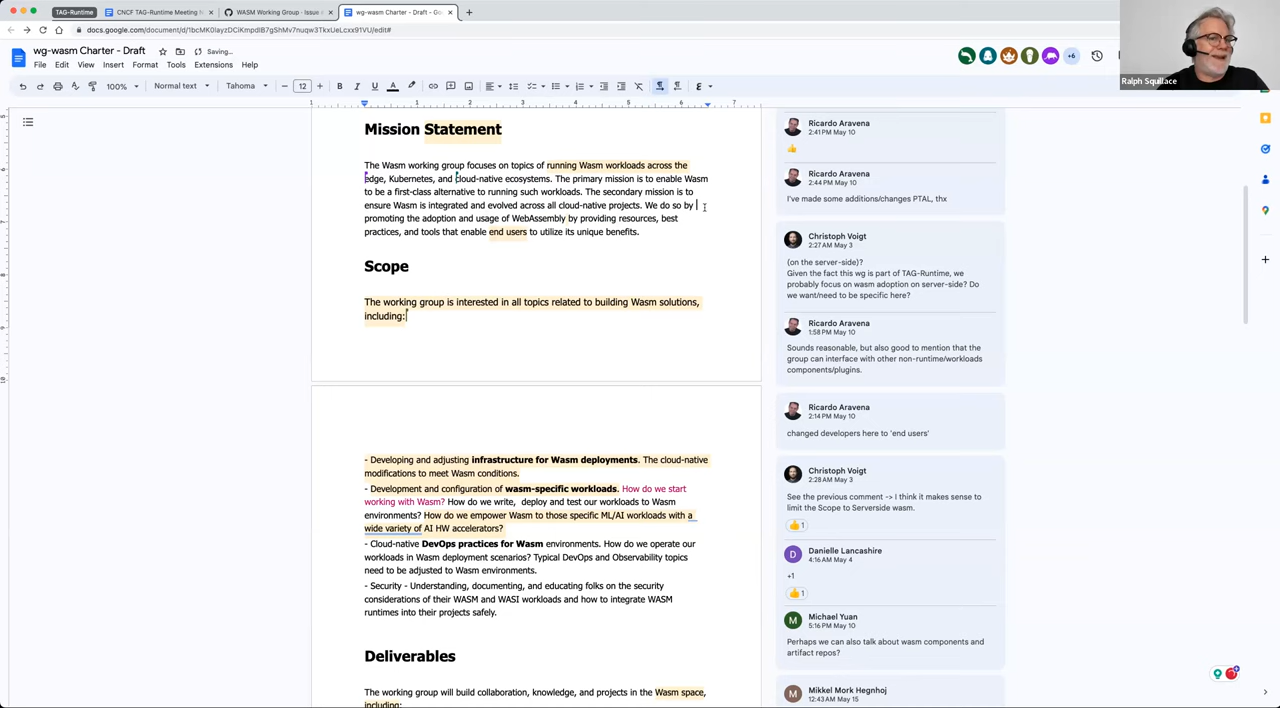 TAG-Runtime
CNCF TAG-Runtime Meeting N
WASM Working Group · Issue #
wg-wasm Charter - Draft - Go
docs.google.com/document/d/1bcMK0IayzDCiKmpdIB7gShMv7nuqw3TkxUeLcxx91VU/edit#
wg-wasm Charter - Draft
Saving...
File Edit View Insert Format Tools Extensions Help
+6
100% Normal text Tahoma 12
Ralph Squillace
Mission Statement
The Wasm working group focuses on topics of running Wasm workloads across the
edge, Kubernetes, and cloud-native ecosystems. The primary mission is to enable Wasm
to be a first-class alternative to running such workloads. The secondary mission is to
ensure Wasm is integrated and evolved across all cloud-native projects. We do so by
promoting the adoption and usage of WebAssembly by providing resources, best
practices, and tools that enable end users to utilize its unique benefits.
Scope
The working group is interested in all topics related to building Wasm solutions,
including:
- Developing and adjusting infrastructure for Wasm deployments. The cloud-native
modifications to meet Wasm conditions.
- Development and configuration of wasm-specific workloads. How do we start
working with Wasm? How do we write, deploy and test our workloads to Wasm
environments? How do we empower Wasm to those specific ML/AI workloads with a
wide variety of AI HW accelerators?
- Cloud-native DevOps practices for Wasm environments. How do we operate our
workloads in Wasm deployment scenarios? Typical DevOps and Observability topics
need to be adjusted to Wasm environments.
- Security - Understanding, documenting, and educating folks on the security
considerations of their WASM and WASI workloads and how to integrate WASM
runtimes into their projects safely.
Deliverables
The working group will build collaboration, knowledge, and projects in the Wasm space,
including:
Ricardo Aravena
2:41 PM May 10
👍
Ricardo Aravena
2:44 PM May 10
I've made some additions/changes PTAL, thx
Christoph Voigt
2:27 AM May 3
(on the server-side)?
Given the fact this wg is part of TAG-Runtime, we
probably focus on wasm adoption on server-side? Do
we want/need to be specific here?
Ricardo Aravena
1:58 PM May 10
Sounds reasonable, but also good to mention that the
group can interface with other non-runtime/workloads
components/plugins.
Ricardo Aravena
2:14 PM May 10
changed developers here to 'end users'
Christoph Voigt
2:28 AM May 3
See the previous comment -> I think it makes sense to
limit the Scope to Serverside wasm.
👍 1
D
Danielle Lancashire
4:16 AM May 4
+1
👍 1
M
Michael Yuan
5:16 PM May 10
Perhaps we can also talk about wasm components and
artifact repos?
M
Mikkel Mork Hegnhoj
12:43 AM May 15